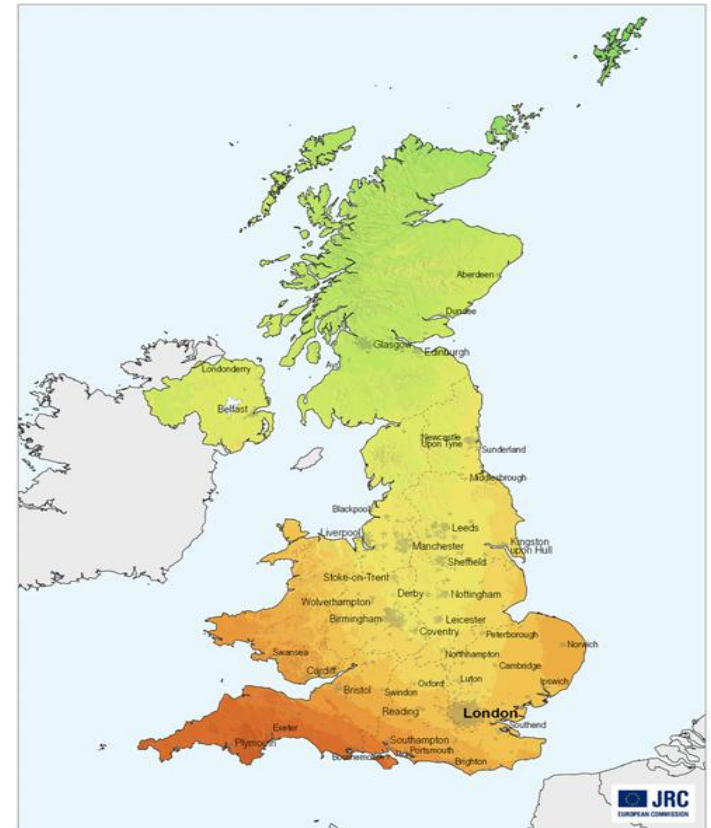 Aberdeen
Dundee
Glasgow
Edinburgh
Londonderry
Belfast
Newcastle
Upon Tyne
Sunderland
Middlesbrough
Blackpool
Leeds
Liverpool
Manchester
Kingston
upon Hull
Sheffield
Stoke-on-Trent
Derby
Nottingham
Wolverhampton
Birmingham
Leicester
Coventry
Peterborough
Norwich
Swansea
Northhampton
Cambridge
Cardiff
Oxford
Luton
Ipswich
Bristol
Swindon
Reading
London
Southend
Exeter
Plymouth
Southampton
Portsmouth
Bournemouth
Brighton
JRC
EUROPEAN COMMISSION